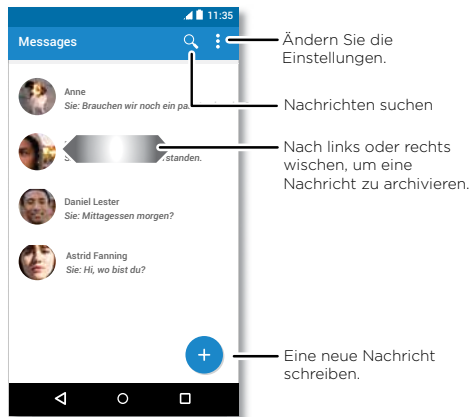 11:35
Messages
Anne
Sie: Brauchen wir noch ein
standen.
Daniel Lester
Sie: Mittagessen morgen?
Astrid Fanning
Sie: Hi, wo bist du?
Ändern Sie die
Einstellungen.
Nachrichten suchen
Nach links oder rechts
wischen, um eine
Nachricht zu archivieren.
Eine neue Nachricht
schreiben.